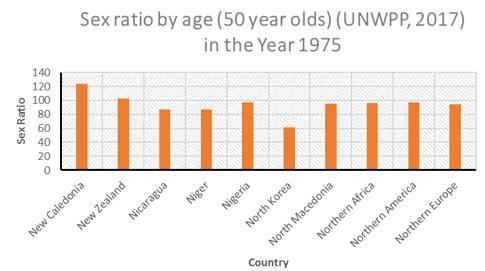 Sex ratio by age (50 year olds) (UNWPP, 2017)
in the Year 1975
140
120
100
80
60
40
20
0
Sex Ratio
New Caledonia
New Zealand
Nicaragua
Niger
Nigeria
North Korea
North Macedonia
Northern Africa
Northern America
Northern Europe
Country